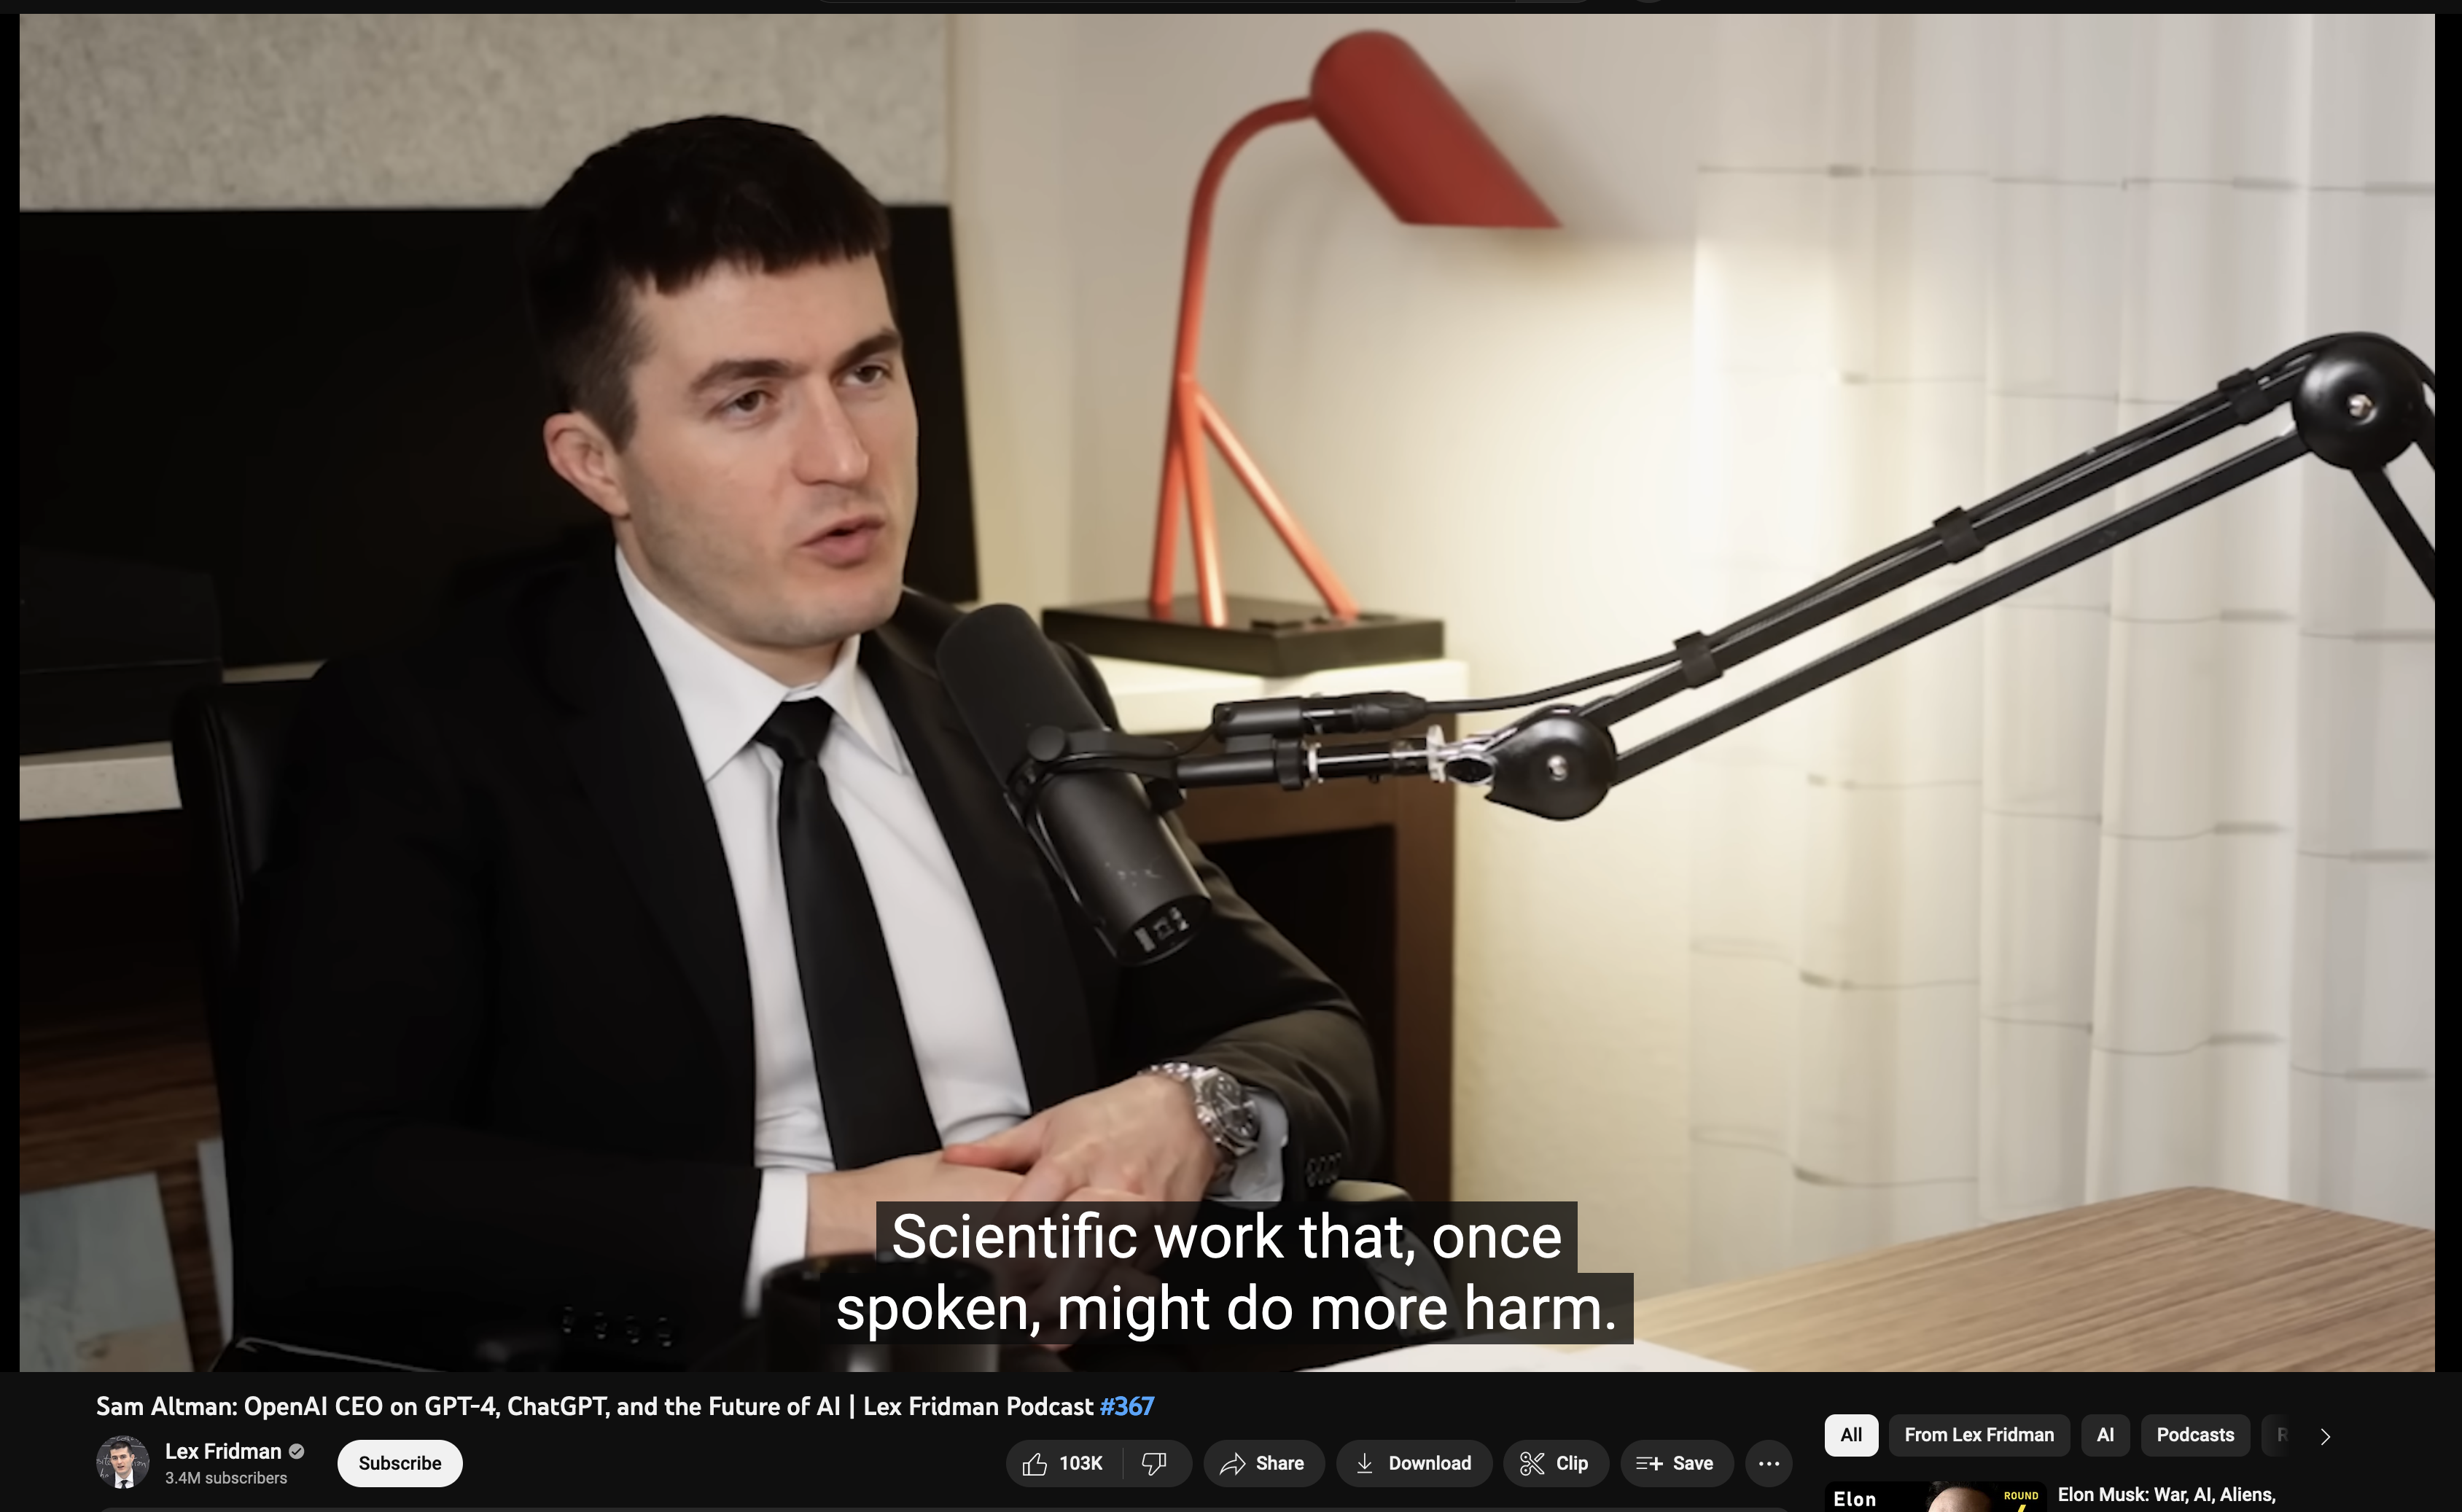 Scientific work that, once
spoken, might do more harm.
Sam Altman: OpenAI CEO on GPT-4, ChatGPT, and the Future of AI | Lex Fridman Podcast #367
Lex Fridman
3.4M subscribers
Subscribe
103K
Share
Download
Clip
Save
All
From Lex Fridman
AI
Podcasts
Elon
ROUND
Elon Musk: War, AI, Aliens,